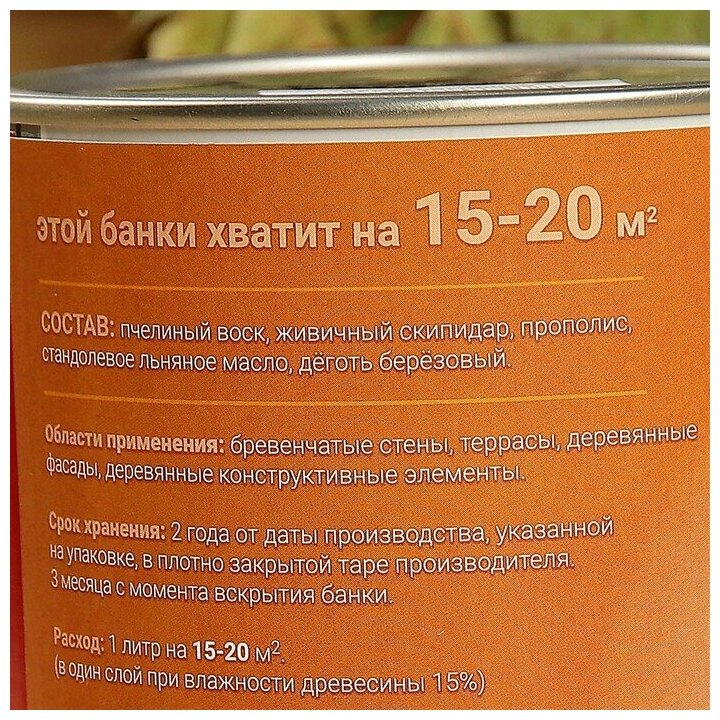 этой банки хватит на 15-20 м²
СОСТАВ: пчелиный воск, живичный скипидар, прополис,
стандолевое льняное масло, дёготь берёзовый.
Области применения: бревенчатые стены, террасы, деревянные
фасады, деревянные конструктивные элементы.
Срок хранения: 2 года от даты производства, указанной
на упаковке, в плотно закрытой таре производителя.
3 месяца с момента вскрытия банки.
Расход: 1 литр на 15-20 м².
(в один слой при влажности древесины 15%)